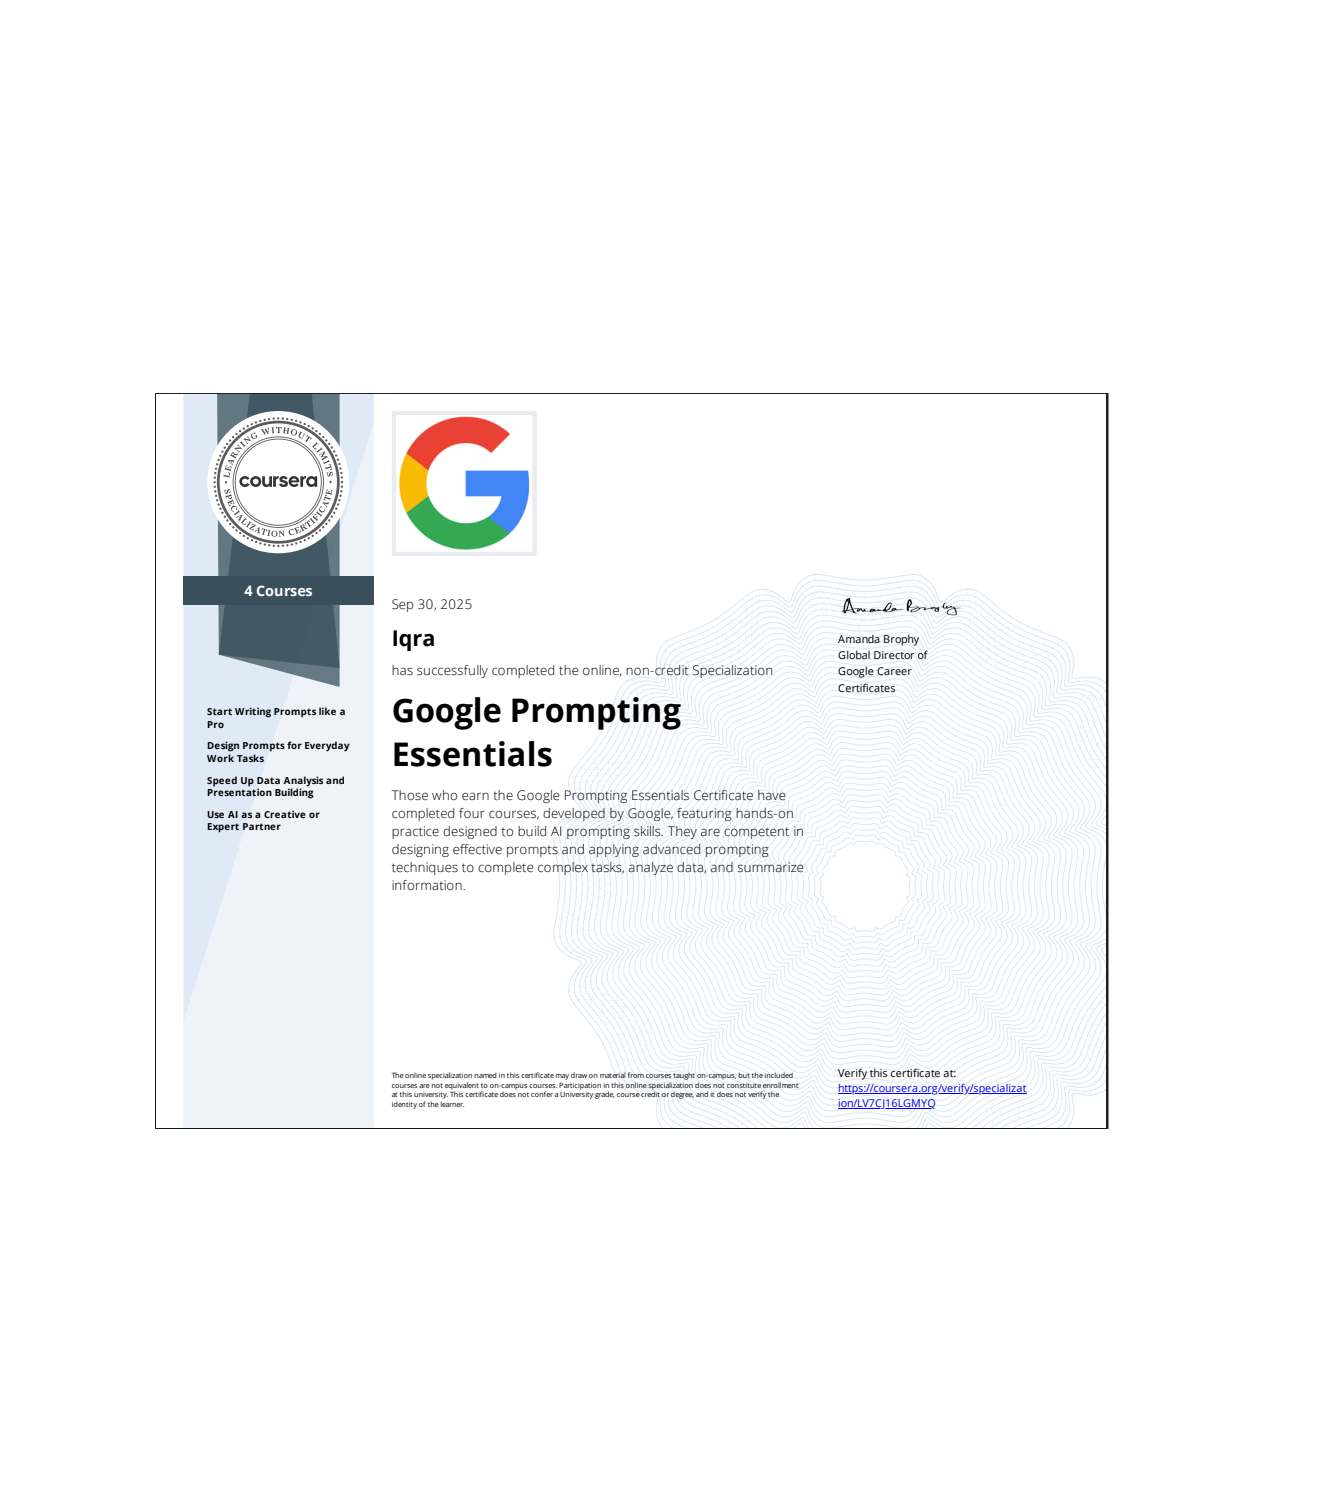 LEARNING WITHOUT LIMITS
coursera
SPECIALIZATION CERTIFICATE
4 Courses
Start Writing Prompts like a
Pro
Design Prompts for Everyday
Work Tasks
Speed Up Data Analysis and
Presentation Building
Use AI as a Creative or
Expert Partner
Sep 30, 2025
Iqra
has successfully completed the online, non-credit Specialization
Google Prompting
Essentials
Those who earn the Google Prompting Essentials Certificate have
completed four courses, developed by Google, featuring hands-on
practice designed to build AI prompting skills. They are competent in
designing effective prompts and applying advanced prompting
techniques to complete complex tasks, analyze data, and summarize
information.
Amanda Brophy
Amanda Brophy
Global Director of
Google Career
Certificates
The online specialization named in this certificate may draw on material from courses taught on-campus, but the included
courses are not equivalent to on-campus courses. Participation in this online specialization does not constitute enrollment
at this university. This certificate does not confer a University grade, course credit or degree, and it does not verify the
identity of the learner.
Verify this certificate at:
https://coursera.org/verify/specializat
ion/LV7CJ16LGMYQ